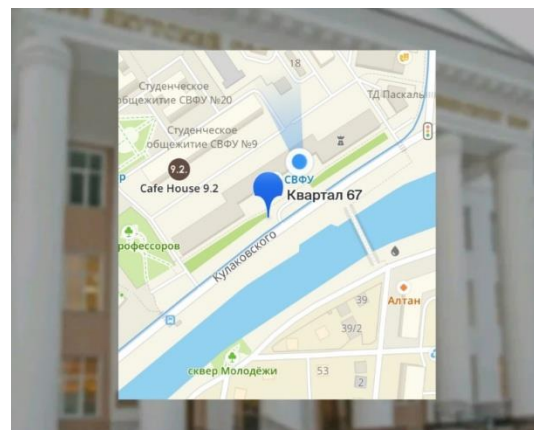 18
Студенческое
общежитие СВФУ №20
ТД Паскаль
Студенческое
общежитие СВФУ №9
9.2.
Cafe House 9.2
СВФУ
Квартал 67
рофессоров
Кулаковского
39
Алтан
39/2
сквер Молодёжи
53
2